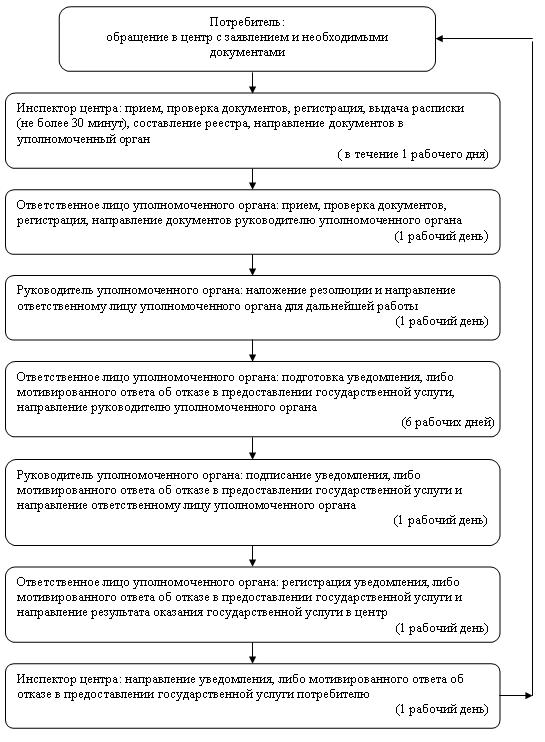 Потребитель:
обращение в центр с заявлением и необходимыми
документами
Инспектор центра: прием, проверка документов, регистрация, выдача расписки
(не более 30 минут), составление реестра, направление документов в
уполномоченный орган
( в течение 1 рабочего дня)
Ответственное лицо уполномоченного органа: прием, проверка документов,
регистрация, направление документов руководителю уполномоченного органа
(1 рабочий день)
Руководитель уполномоченного органа: наложение резолюции и направление
ответственному лицу уполномоченного органа для дальнейшей работы
(1 рабочий день)
Ответственное лицо уполномоченного органа: подготовка уведомления, либо
мотивированного ответа об отказе в предоставлении государственной услуги,
направление руководителю уполномоченного органа
(6 рабочих дней)
Руководитель уполномоченного органа: подписание уведомления, либо
мотивированного ответа об отказе в предоставлении государственной услуги и
направление ответственному лицу уполномоченного органа
(1 рабочий день)
Ответственное лицо уполномоченного органа: регистрация уведомления, либо
мотивированного ответа об отказе в предоставлении государственной услуги и
направление результата оказания государственной услуги в центр
(1 рабочий день)
Инспектор центра: направление уведомления, либо мотивированного ответа об
отказе в предоставлении государственной услуги потребителю
(1 рабочий день)